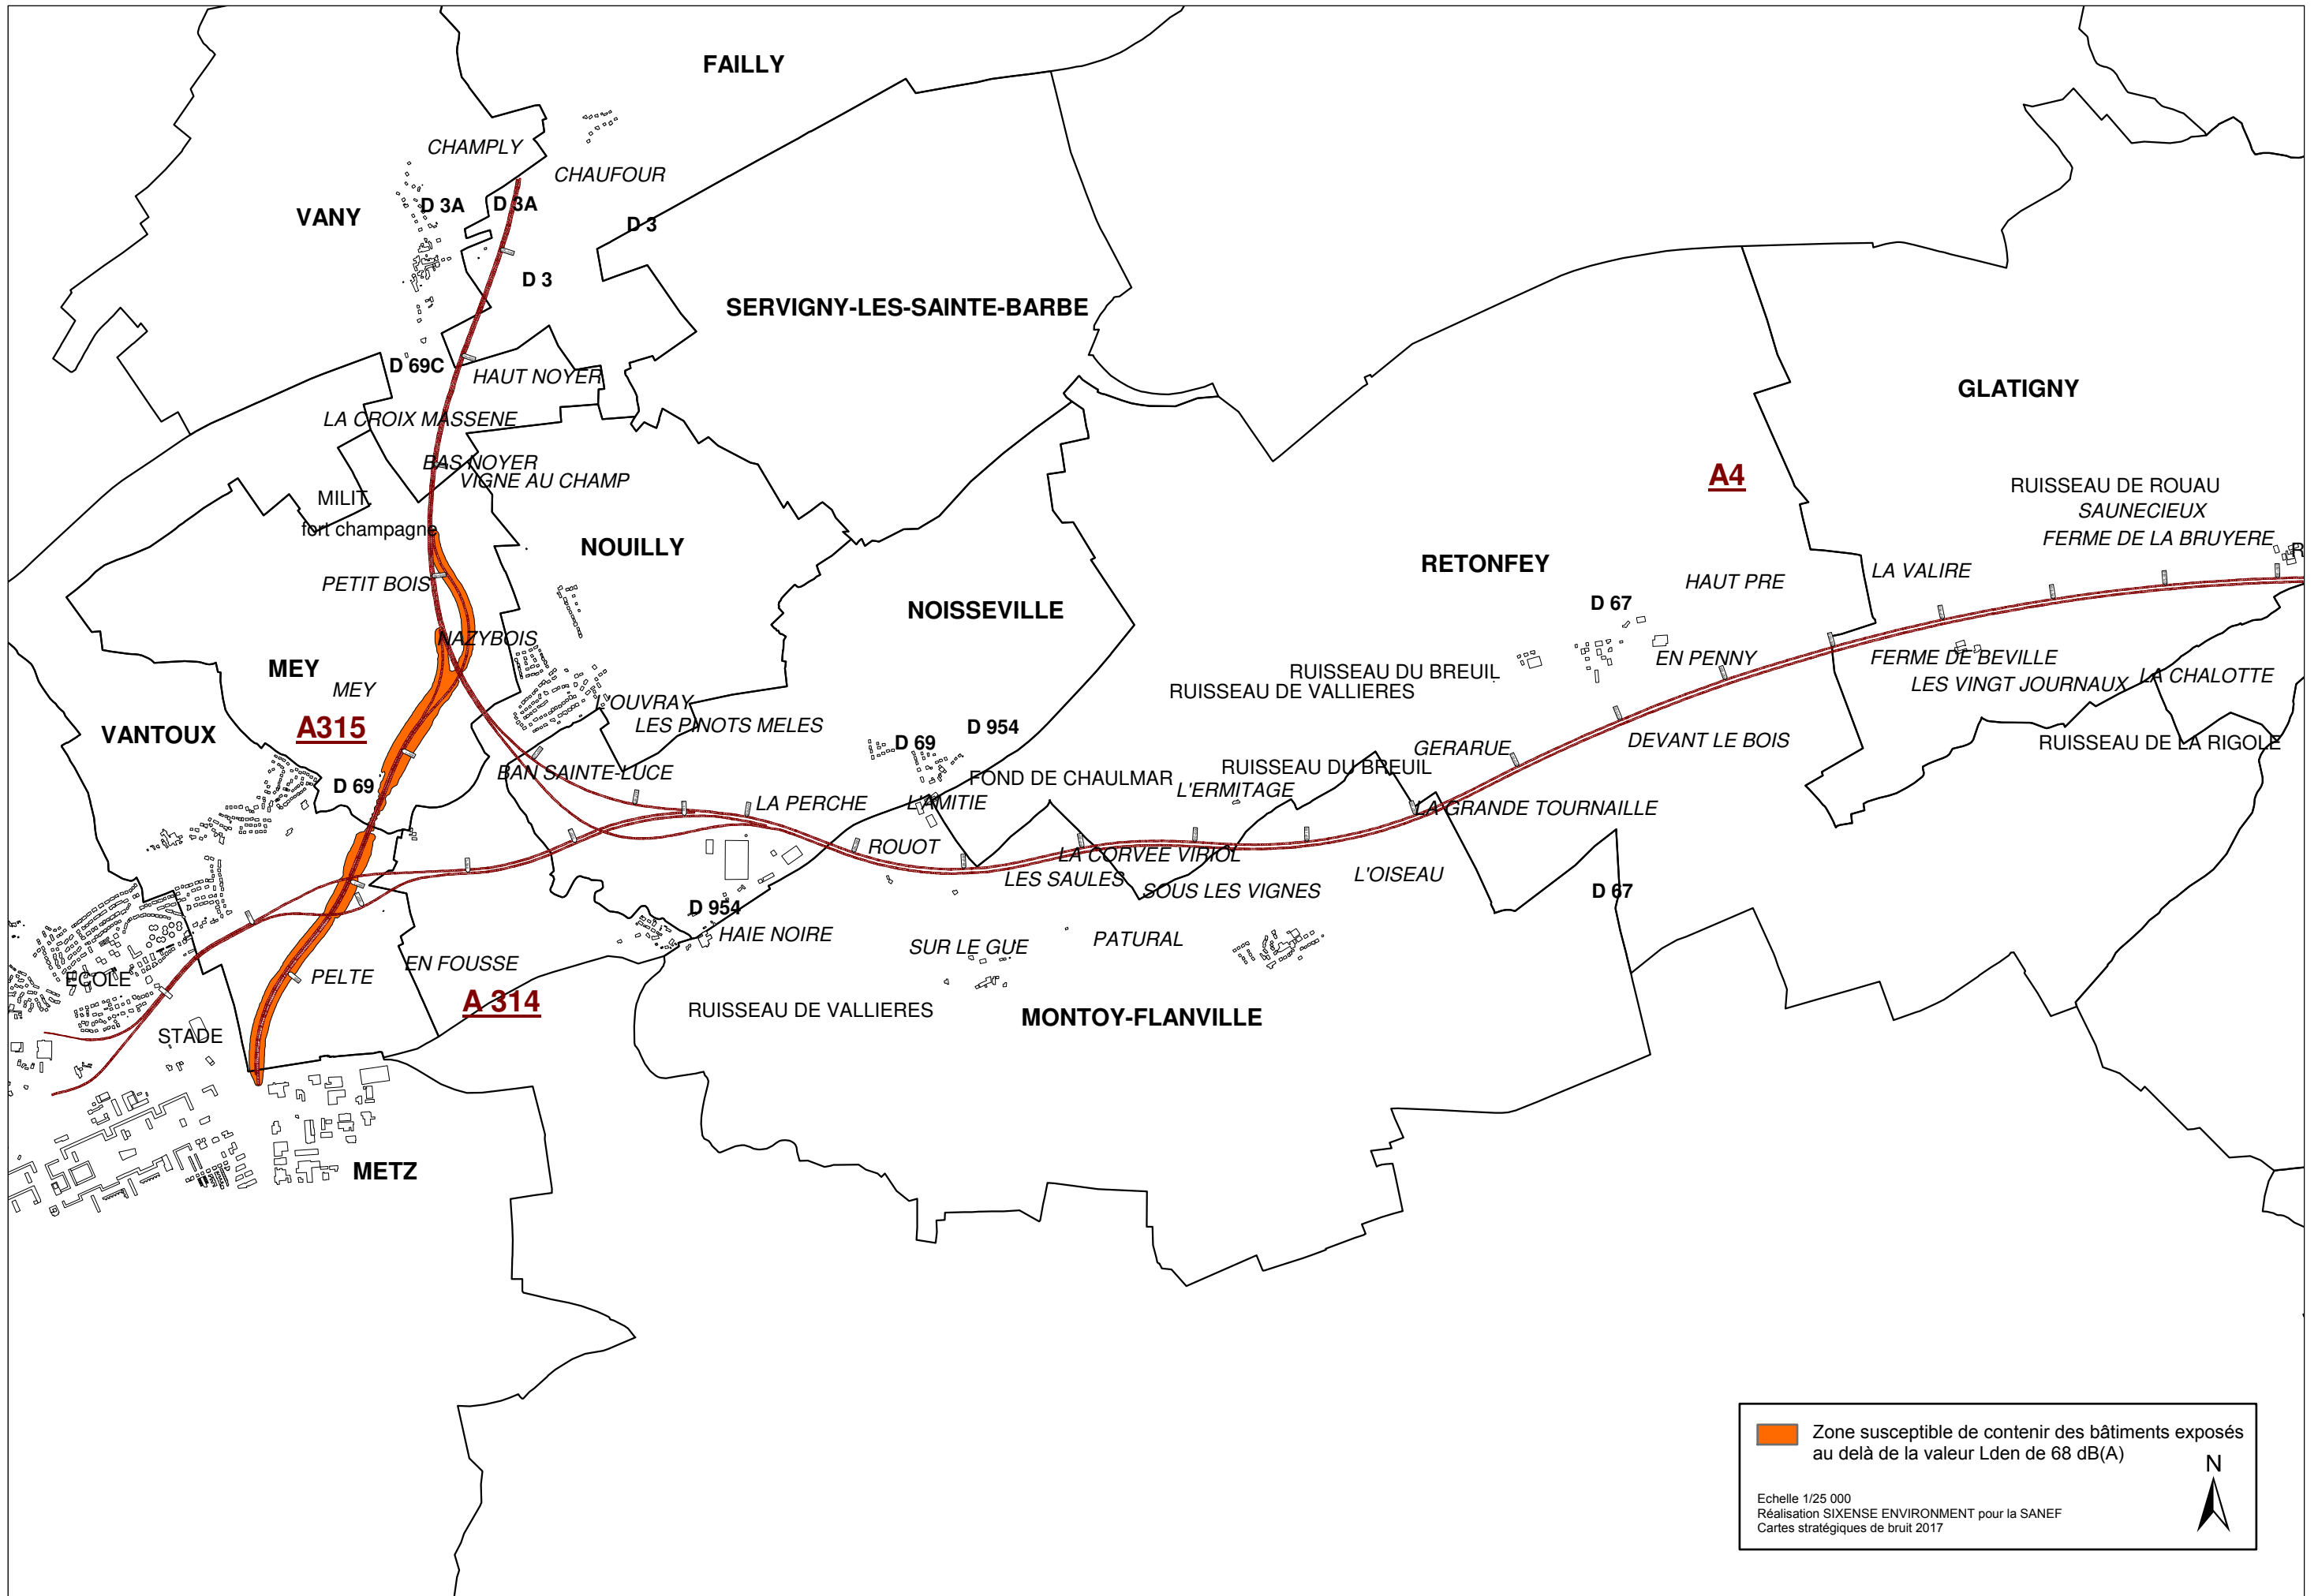 FAILLY
CHAMPLY
CHAUFOUR
VANY
D 3A
D 3A
D 3
D 3
SERVIGNY-LES-SAINTE-BARBE
D 69C
HAUT NOYER
GLATIGNY
LA CROIX MASSENE
BAS NOYER
VIGNE AU CHAMP
A4
RUISSEAU DE ROUAU
MILIT.
SAUNECIEUX
fort champagne
FERME DE LA BRUYERE
R
NOUILLY
RETONFEY
LA VALIRE
PETIT BOIS
HAUT PRE
NOISSEVILLE
D 67
NAZYBOIS
MEY
MEY
EN PENNY
FERME DE BEVILLE
RUISSEAU DU BREUIL
RUISSEAU DE VALLIERES
LA CHALOTTE
LES VINGT JOURNAUX
L'OUVRAY
LES PINOTS MELES
A315
VANTOUX
D 954
D 69
GERARUE
DEVANT LE BOIS
RUISSEAU DE LA RIGOLE
BAN SAINTE-LUCE
D 69
FOND DE CHAULMAR
RUISSEAU DU BREUIL
L'ERMITAGE
LA PERCHE
L'AMITIE
LA GRANDE TOURNAILLE
ROUOT
LA CORVEE VIRIOL
LES SAULES
SOUS LES VIGNES
L'OISEAU
D 67
D 954
HAIE NOIRE
SUR LE GUE
PATURAL
ECOLE
PELTE
EN FOUSSE
A 314
RUISSEAU DE VALLIERES
MONTOY-FLANVILLE
STADE
METZ
Zone susceptible de contenir des bâtiments exposés
au delà de la valeur Lden de 68 dB(A)
N
Echelle 1/25 000
Réalisation SIXENSE ENVIRONMENT pour la SANEF
Cartes stratégiques de bruit 2017